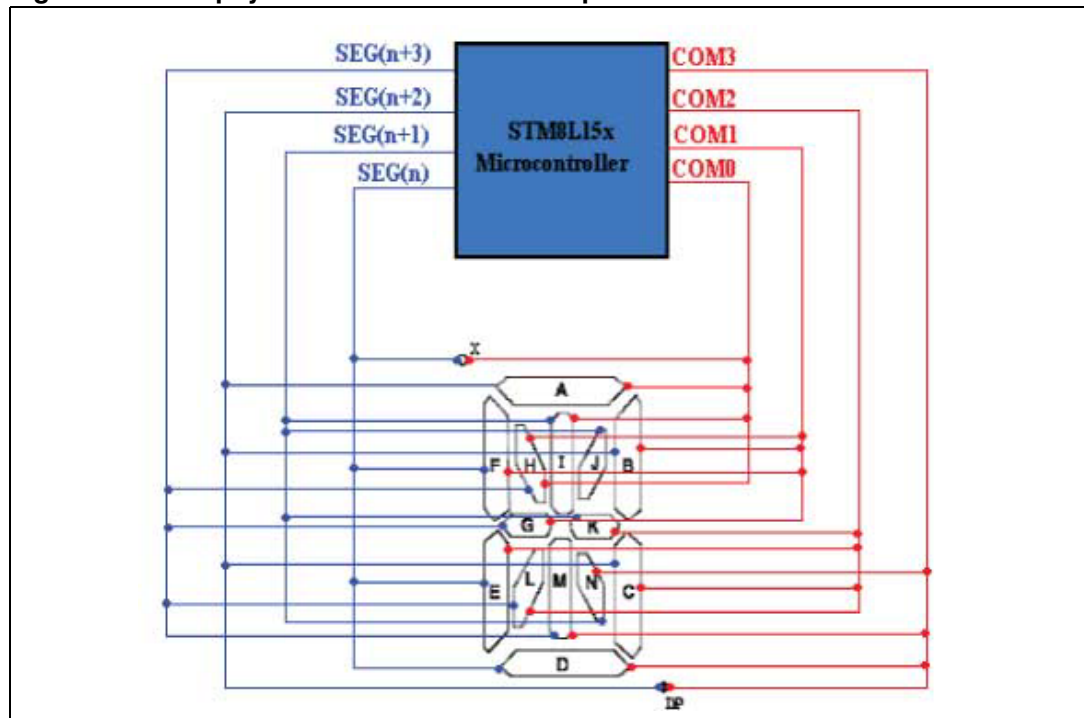 SEG(n+3)
SEG(n+2)
SEG(n+1)
SEG(n)
STM8L15x
Microcontroller
COM3
COM2
COM1
COM0
X
A
F
H
I
J
B
G
K
E
L
M
N
C
D
DP